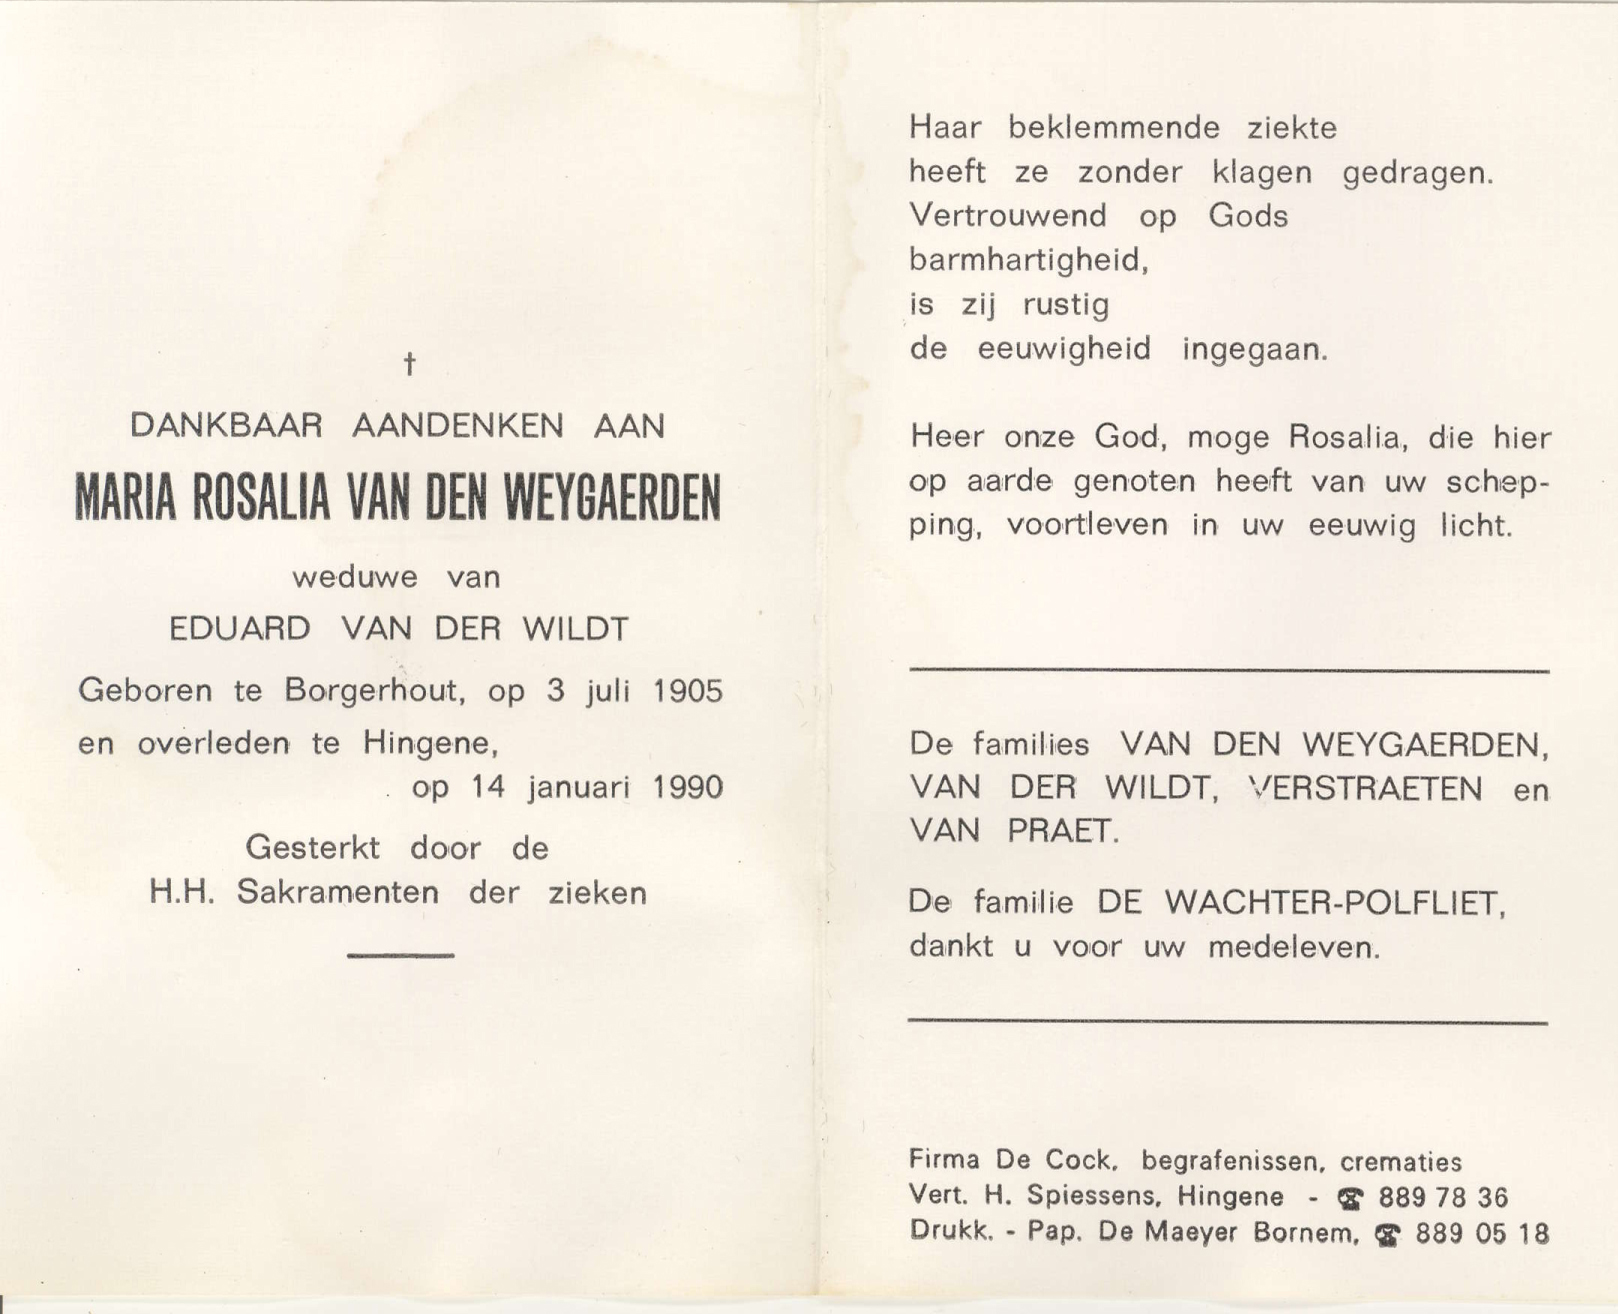 †
DANKBAAR AANDENKEN AAN
MARIA ROSALIA VAN DEN WEYGAERDEN
weduwe van
EDUARD VAN DER WILDT
Geboren te Borgerhout, op 3 juli 1905
en overleden te Hingene,
op 14 januari 1990
Gesterkt door de
H.H. Sakramenten der zieken
Haar beklemmende ziekte
heeft ze zonder klagen gedragen.
Vertrouwend op Gods
barmhartigheid,
is zij rustig
de eeuwigheid ingegaan.
Heer onze God, moge Rosalia, die hier
op aarde genoten heeft van uw schep-
ping, voortleven in uw eeuwig licht.
De families VAN DEN WEYGAERDEN,
VAN DER WILDT, VERSTRAETEN en
VAN PRAET.
De familie DE WACHTER-POLFLIET,
dankt u voor uw medeleven.
Firma De Cock, begrafenissen, crematies
Vert. H. Spiessens, Hingene - ☎ 889 78 36
Drukk. - Pap. De Maeyer Bornem, ☎ 889 05 18